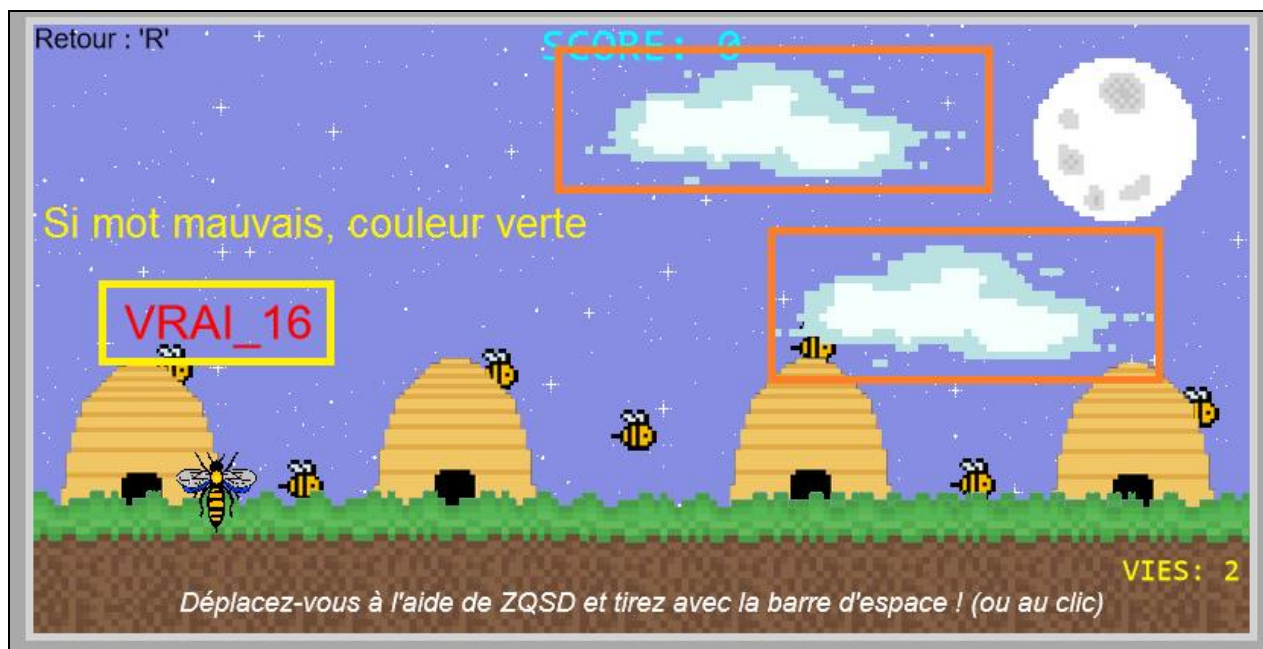 Retour : 'R'
SCORE: 0
Si mot mauvais, couleur verte
VRAI_16
VIES: 2
Déplacez-vous à l'aide de ZQSD et tirez avec la barre d'espace ! (ou au clic)